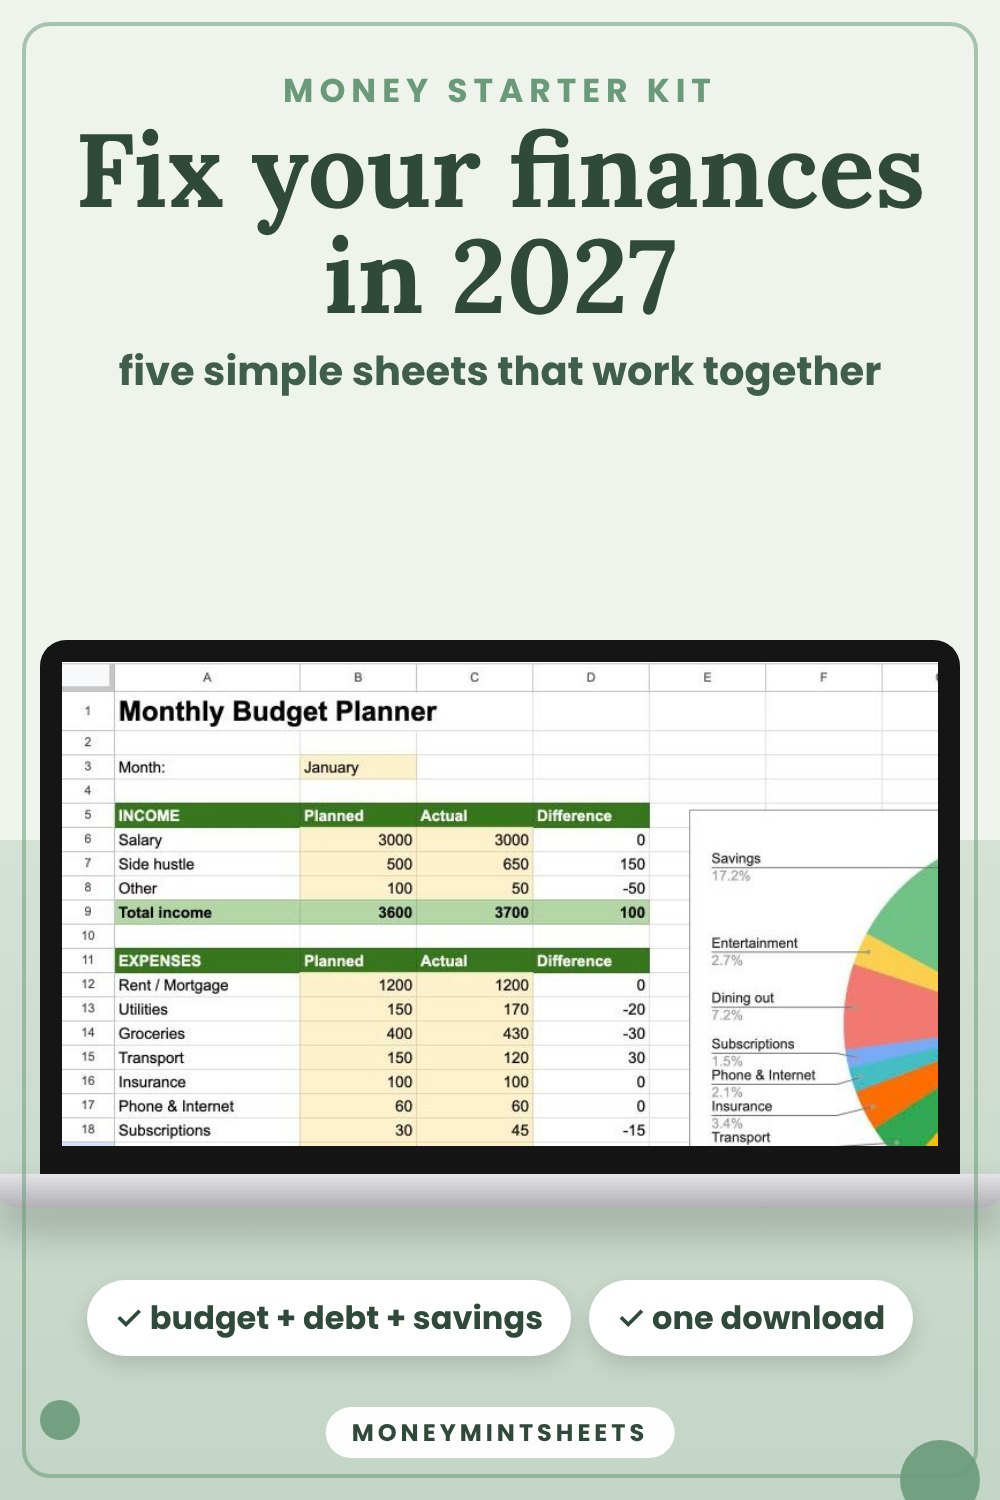 MONEY STARTER KIT
Fix your finances
in 2027
five simple sheets that work together
A B C D E F
1 Monthly Budget Planner
2
3 Month: January
4
5 INCOME Planned Actual Difference
6 Salary 3000 3000 0
7 Side hustle 500 650 150
8 Other 100 50 -50
9 Total income 3600 3700 100
10
11 EXPENSES Planned Actual Difference
12 Rent / Mortgage 1200 1200 0
13 Utilities 150 170 -20
14 Groceries 400 430 -30
15 Transport 150 120 30
16 Insurance 100 100 0
17 Phone & Internet 60 60 0
18 Subscriptions 30 45 -15
Savings
17.2%
Entertainment
2.7%
Dining out
7.2%
Subscriptions
1.5%
Phone & Internet
2.1%
Insurance
3.4%
Transport
✓ budget + debt + savings
✓ one download
MONEYMINTSHEETS